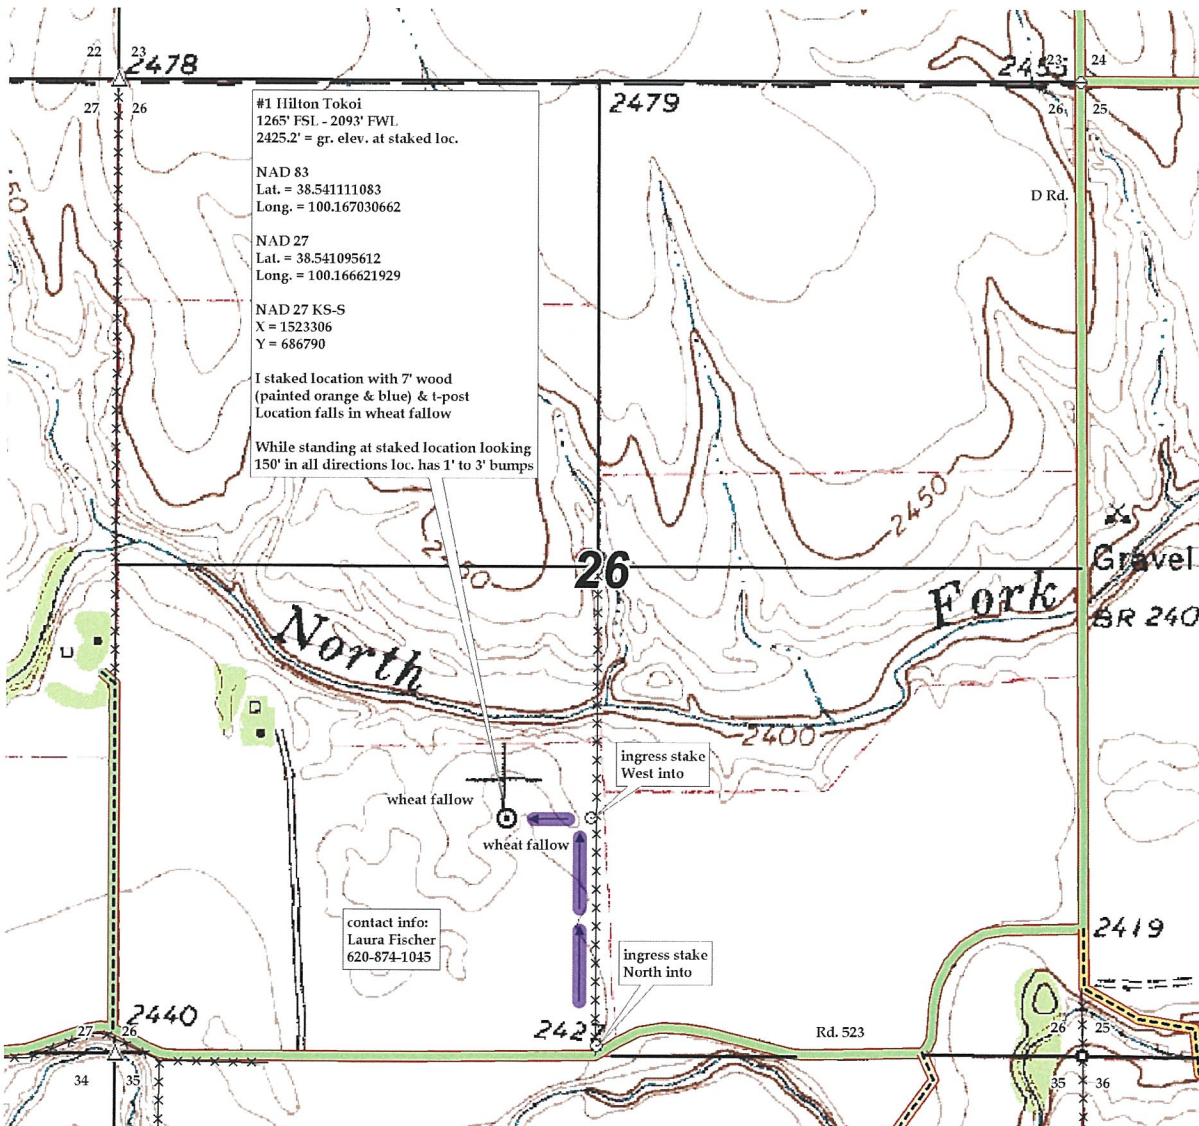 22
23
2478
27
26
2479
24
26
25
#1 Hilton Tokoi
1265' FSL - 2093' FWL
2425.2' = gr. elev. at staked loc.
NAD 83
Lat. = 38.541111083
Long. = 100.167030662
NAD 27
Lat. = 38.541095612
Long. = 100.166621929
NAD 27 KS-S
X = 1523306
Y = 686790
I staked location with 7' wood
(painted orange & blue) & t-post
Location falls in wheat fallow
While standing at staked location looking
150' in all directions loc. has 1' to 3' bumps
D Rd.
2450
26
Gravel
North
Fork
BR 240
2400
ingress stake
West into
wheat fallow
wheat fallow
contact info:
Laura Fischer
620-874-1045
ingress stake
North into
2419
2440
27
26
2427
Rd. 523
26
25
34
35
35
36